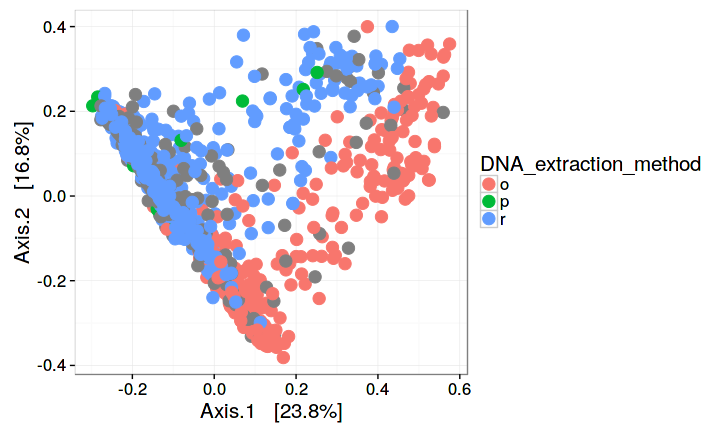 0.4
0.2
0.0
-0.2
-0.4
Axis.2 [16.8%]
-0.2 0.0 0.2 0.4 0.6
Axis.1 [23.8%]
DNA_extraction_method
o
p
r